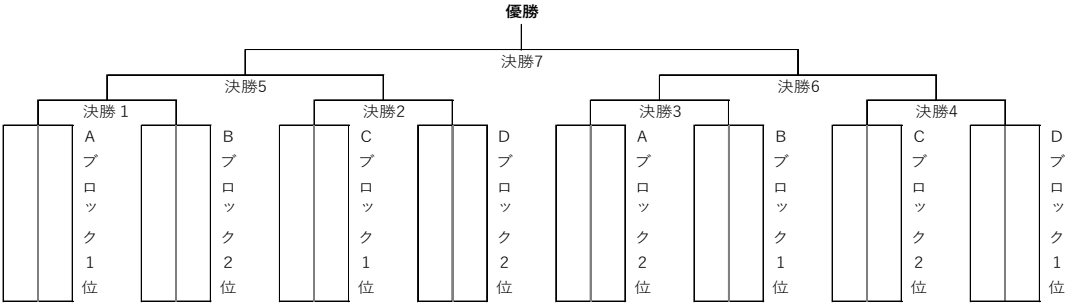 優勝
決勝7
決勝5
決勝6
決勝１
決勝2
決勝3
決勝4
Aブロック1位
Bブロック2位
Cブロック1位
Dブロック2位
Aブロック2位
Bブロック1位
Cブロック2位
Dブロック1位